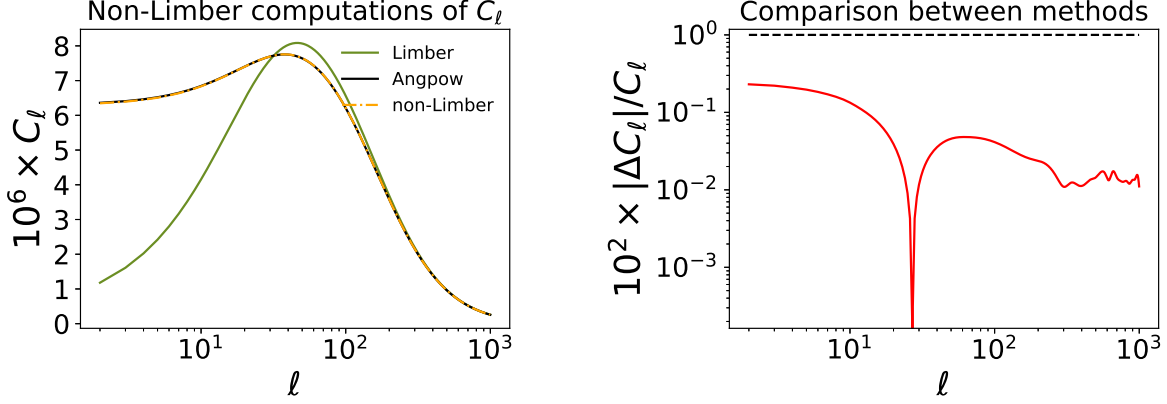 Non-Limber computations of $C_\ell$
$10^6 \times C_\ell$
8
7
6
5
4
3
2
1
0
Limber
Angpow
non-Limber
$10^1$ $10^2$ $10^3$
$\ell$
Comparison between methods
$10^2 \times |\Delta C_\ell|/C_\ell$
$10^0$
$10^{-1}$
$10^{-2}$
$10^{-3}$
$10^1$ $10^2$ $10^3$
$\ell$